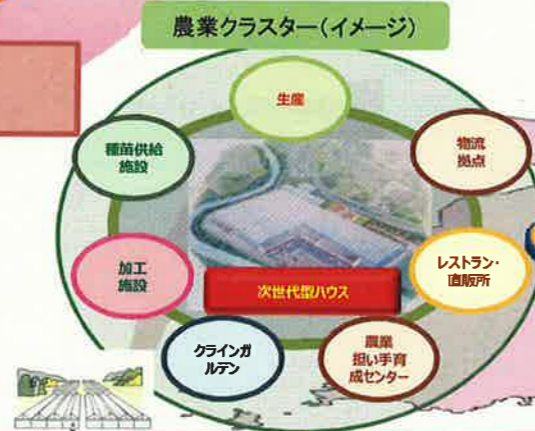 農業クラスター(イメージ)
生産
種苗供給
施設
物流
拠点
加工
施設
レストラン・
直販所
次世代型ハウス
クラインガ
ルデン
農業
担い手育
成センター